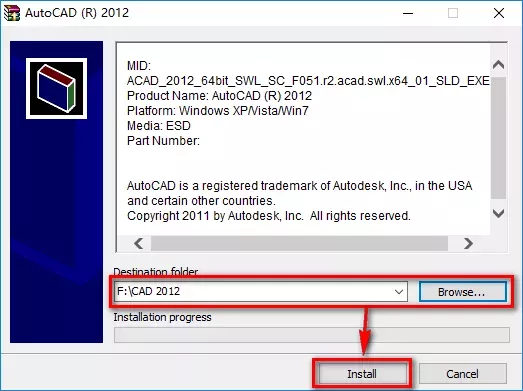 AutoCAD (R) 2012
MID:
ACAD_2012_64bit_SWL_SC_F051.r2.acad.swl.x64_01_SLD_EXE
Product Name: AutoCAD (R) 2012
Platform: Windows XP/Vista/Win7
Media: ESD
Part Number:
AutoCAD is a registered trademark of Autodesk, Inc., in the USA
and certain other countries.
Copyright 2011 by Autodesk, Inc.  All rights reserved.
Destination folder
F:\CAD 2012
Browse...
Installation progress
Install
Cancel